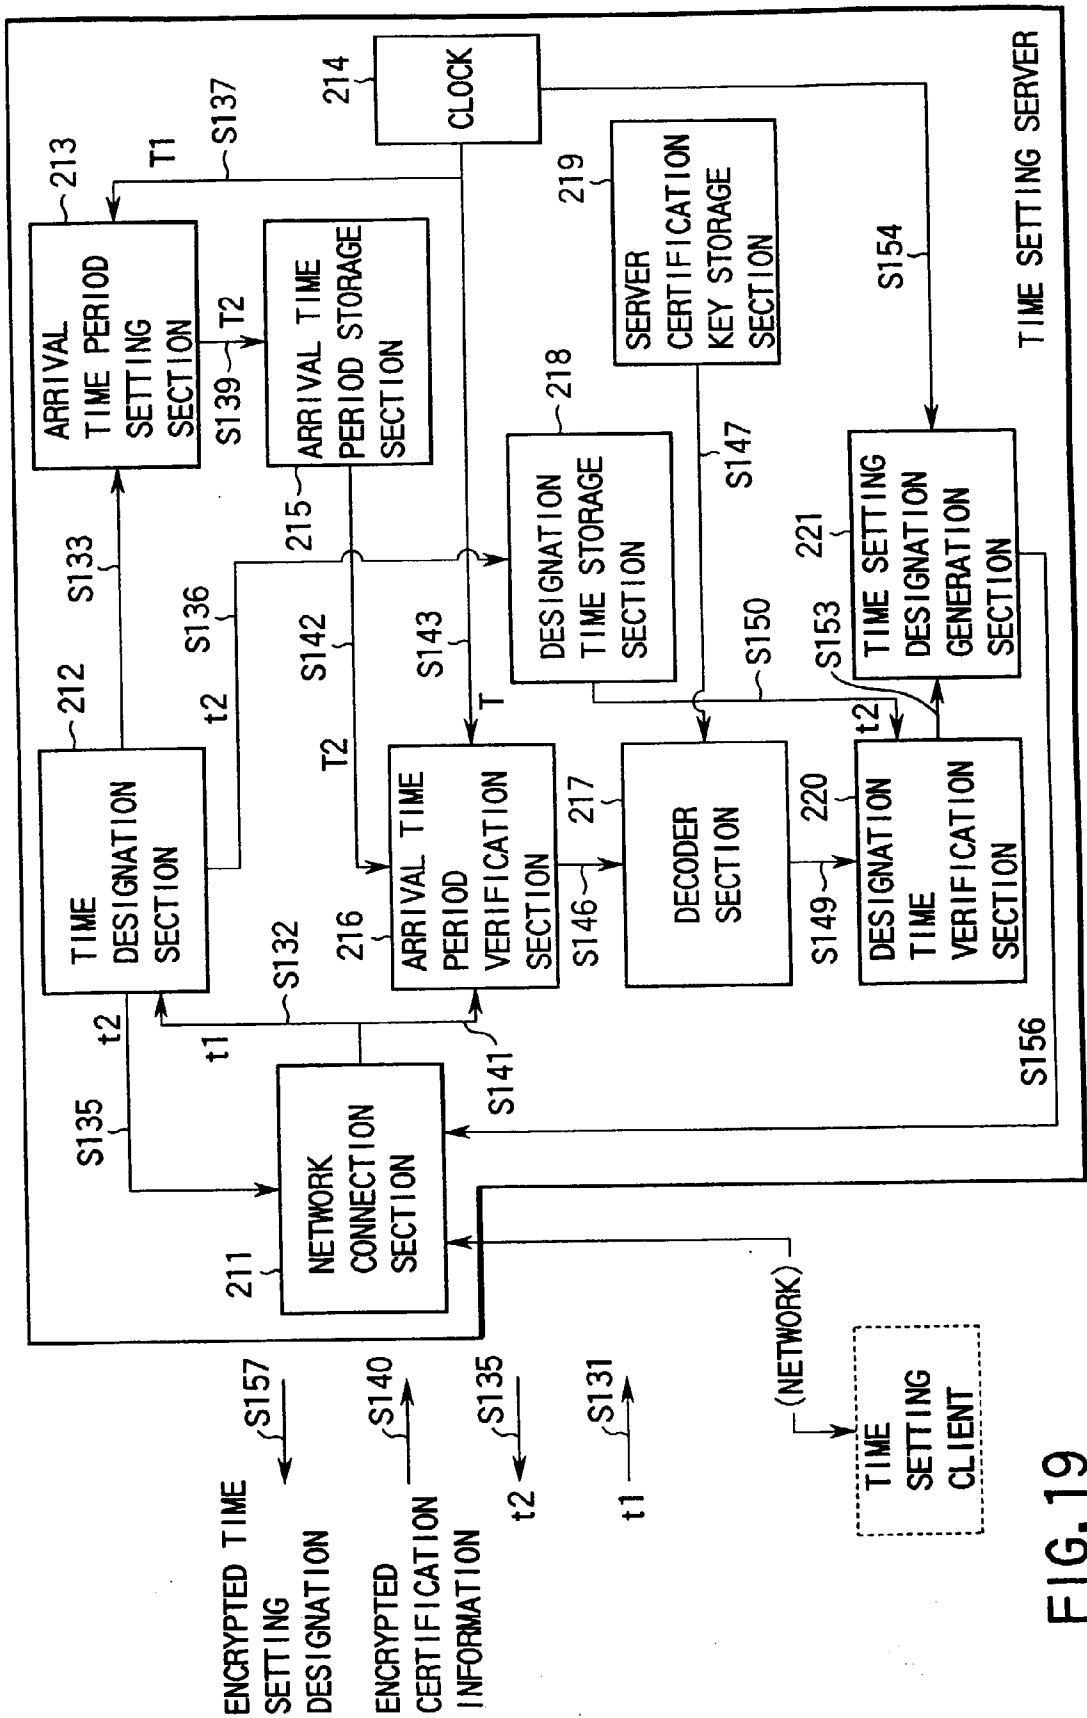 TIME SETTING SERVER
211
NETWORK
CONNECTION
SECTION
212
TIME
DESIGNATION
SECTION
213
ARRIVAL
TIME PERIOD
SETTING
SECTION
214
CLOCK
215
ARRIVAL TIME
PERIOD STORAGE
SECTION
216
ARRIVAL TIME
PERIOD
VERIFICATION
SECTION
217
DECODER
SECTION
218
DESIGNATION
TIME STORAGE
SECTION
219
SERVER
CERTIFICATION
KEY STORAGE
SECTION
220
DESIGNATION
TIME
VERIFICATION
SECTION
221
TIME SETTING
DESIGNATION
GENERATION
SECTION
S135
t2
t1
S132
S141
S133
t2
S136
T1
S137
S139
T2
T2
S142
S143
T
S146
S147
S149
t2
S150
S153
S154
S156
ENCRYPTED TIME
SETTING
DESIGNATION
S157
ENCRYPTED
CERTIFICATION
INFORMATION
S140
t2
S135
t1
S131
(NETWORK)
TIME
SETTING
CLIENT
FIG. 19